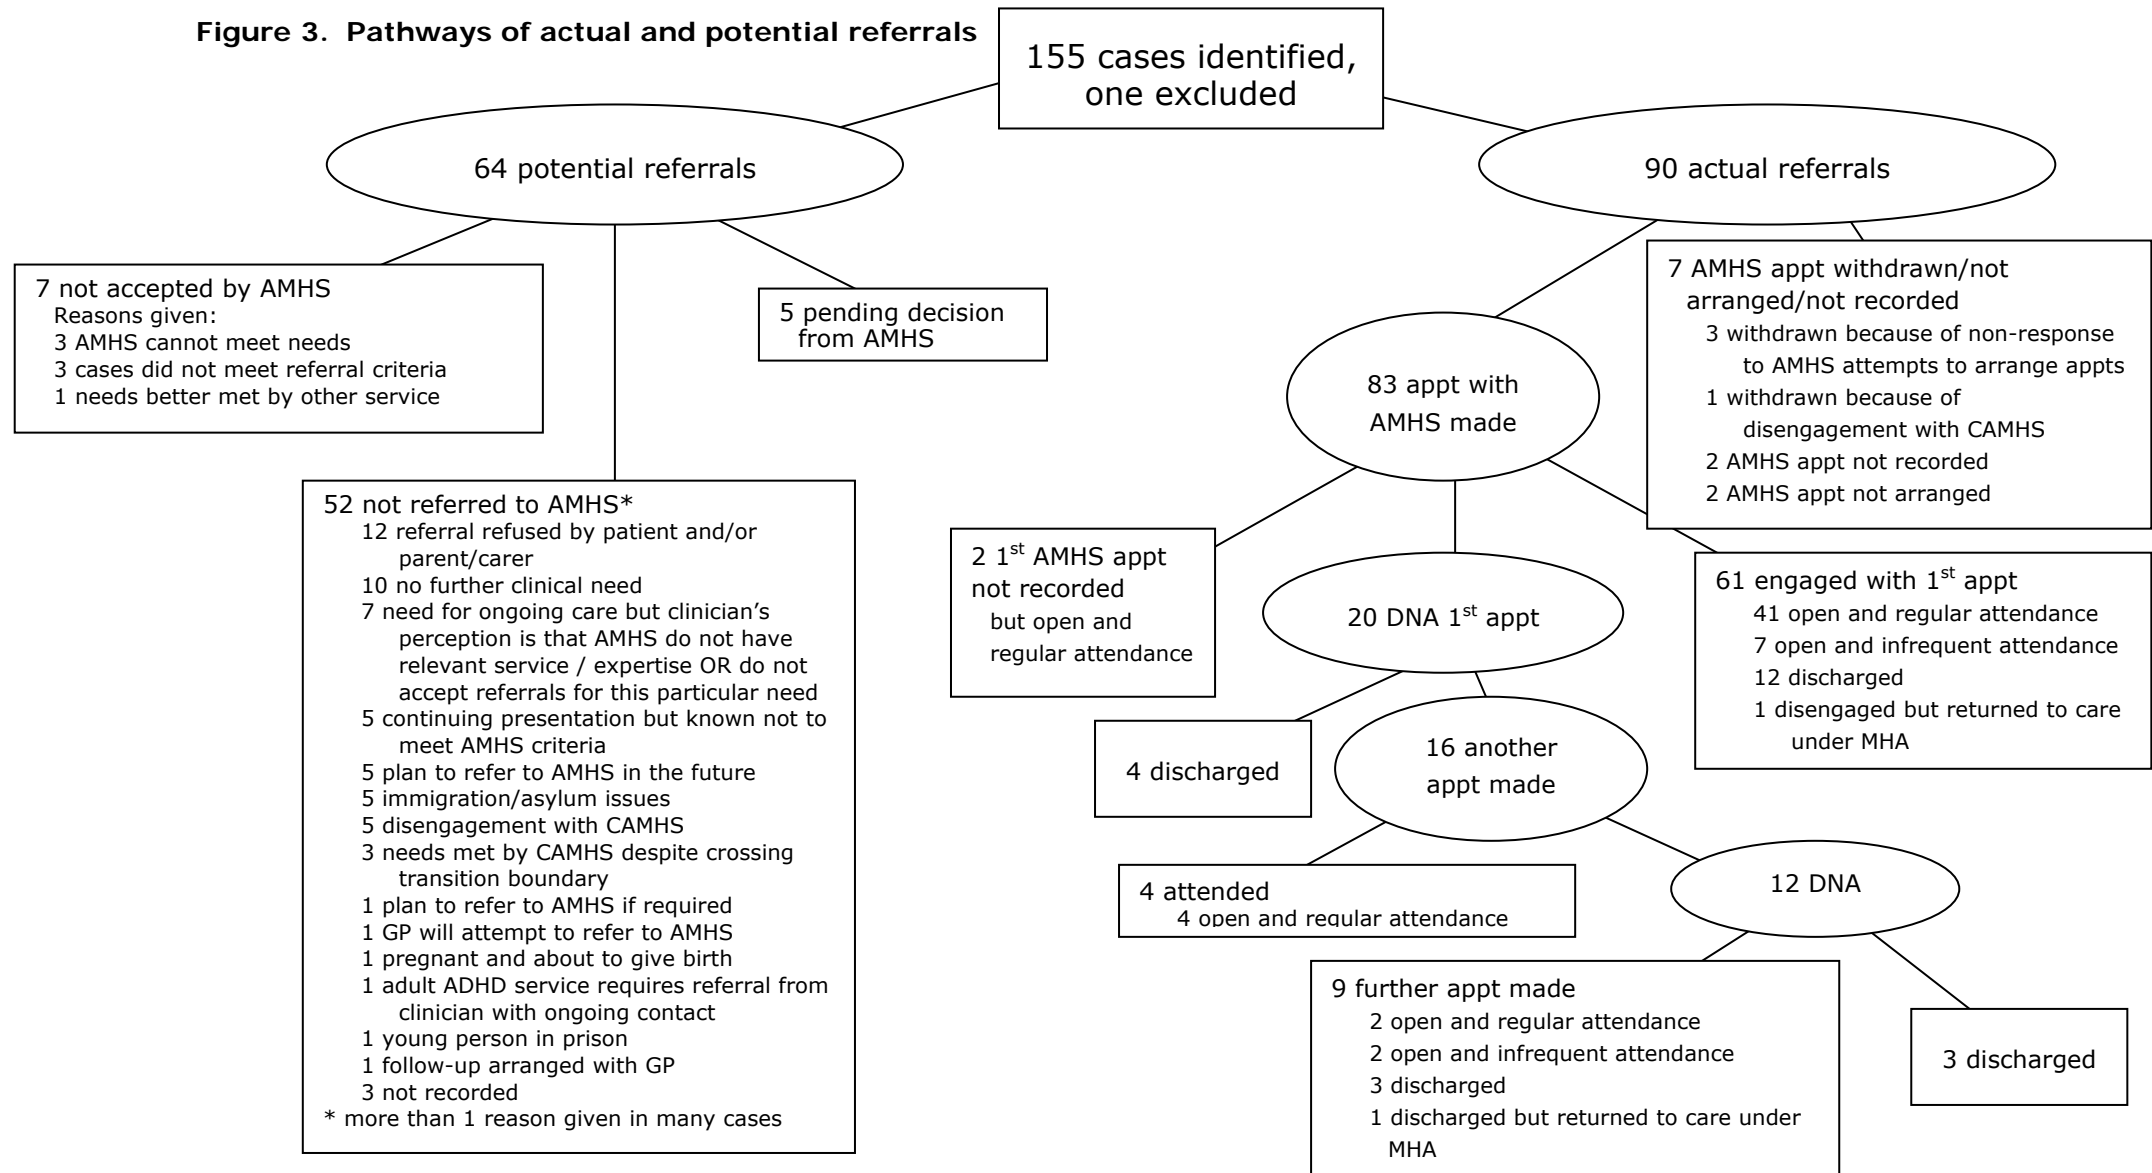 Figure 3. Pathways of actual and potential referrals
155 cases identified,
one excluded
64 potential referrals
90 actual referrals
7 not accepted by AMHS
Reasons given:
3 AMHS cannot meet needs
3 cases did not meet referral criteria
1 needs better met by other service
5 pending decision
from AMHS
52 not referred to AMHS*
12 referral refused by patient and/or
parent/carer
10 no further clinical need
7 need for ongoing care but clinician's
perception is that AMHS do not have
relevant service / expertise OR do not
accept referrals for this particular need
5 continuing presentation but known not to
meet AMHS criteria
5 plan to refer to AMHS in the future
5 immigration/asylum issues
5 disengagement with CAMHS
3 needs met by CAMHS despite crossing
transition boundary
1 plan to refer to AMHS if required
1 GP will attempt to refer to AMHS
1 pregnant and about to give birth
1 adult ADHD service requires referral from
clinician with ongoing contact
1 young person in prison
1 follow-up arranged with GP
3 not recorded
* more than 1 reason given in many cases
7 AMHS appt withdrawn/not
arranged/not recorded
3 withdrawn because of non-response
to AMHS attempts to arrange appts
1 withdrawn because of
disengagement with CAMHS
2 AMHS appt not recorded
2 AMHS appt not arranged
83 appt with
AMHS made
2 1st AMHS appt
not recorded
but open and
regular attendance
20 DNA 1st appt
61 engaged with 1st appt
41 open and regular attendance
7 open and infrequent attendance
12 discharged
1 disengaged but returned to care
under MHA
4 discharged
16 another
appt made
4 attended
4 open and regular attendance
12 DNA
9 further appt made
2 open and regular attendance
2 open and infrequent attendance
3 discharged
1 discharged but returned to care under
MHA
3 discharged